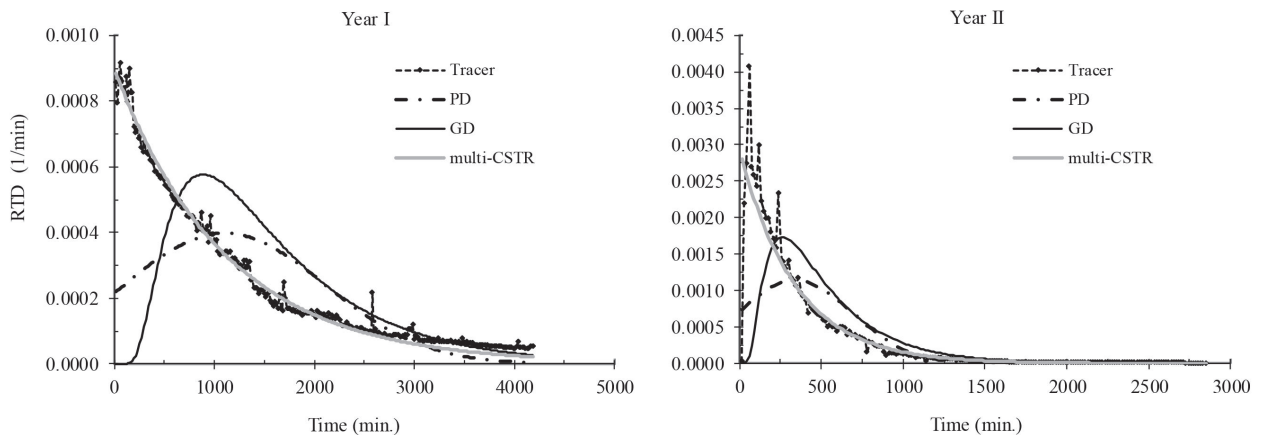 Year I
0.0010
0.0008
0.0006
0.0004
0.0002
0.0000
RTD (1/min)
Tracer
PD
GD
multi-CSTR
0 1000 2000 3000 4000 5000
Time (min.)
Year II
0.0045
0.0040
0.0035
0.0030
0.0025
0.0020
0.0015
0.0010
0.0005
0.0000
Tracer
PD
GD
multi-CSTR
0 500 1000 1500 2000 2500 3000
Time (min.)